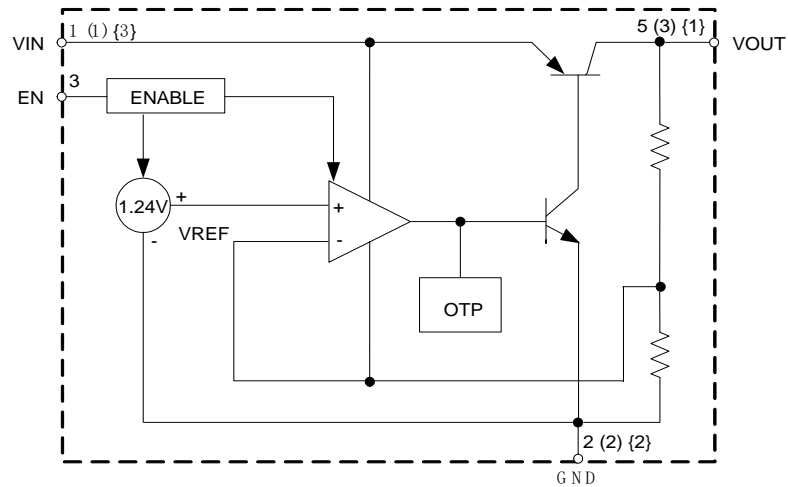 1 (1) {3}
5 (3) {1}
VIN
VOUT
3
EN
ENABLE
1.24V
+
-
VREF
+
-
OTP
2 (2) {2}
GND